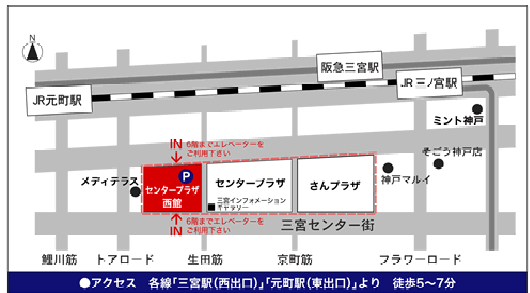 N
阪急三宮駅
JR三ノ宮駅
JR元町駅
ミント神戸
IN
6階までエレベーターを
ご利用下さい
そごう神戸店
メディテラス
P
センタープラザ
西館
センタープラザ
三宮インフォメーション
ギャラリー
さんプラザ
神戸マルイ
IN
6階までエレベーターを
ご利用下さい
三宮センター街
鯉川筋
トアロード
生田筋
京町筋
フラワーロード
●アクセス 各線「三宮駅(西出口)」「元町駅(東出口)」より 徒歩5〜7分